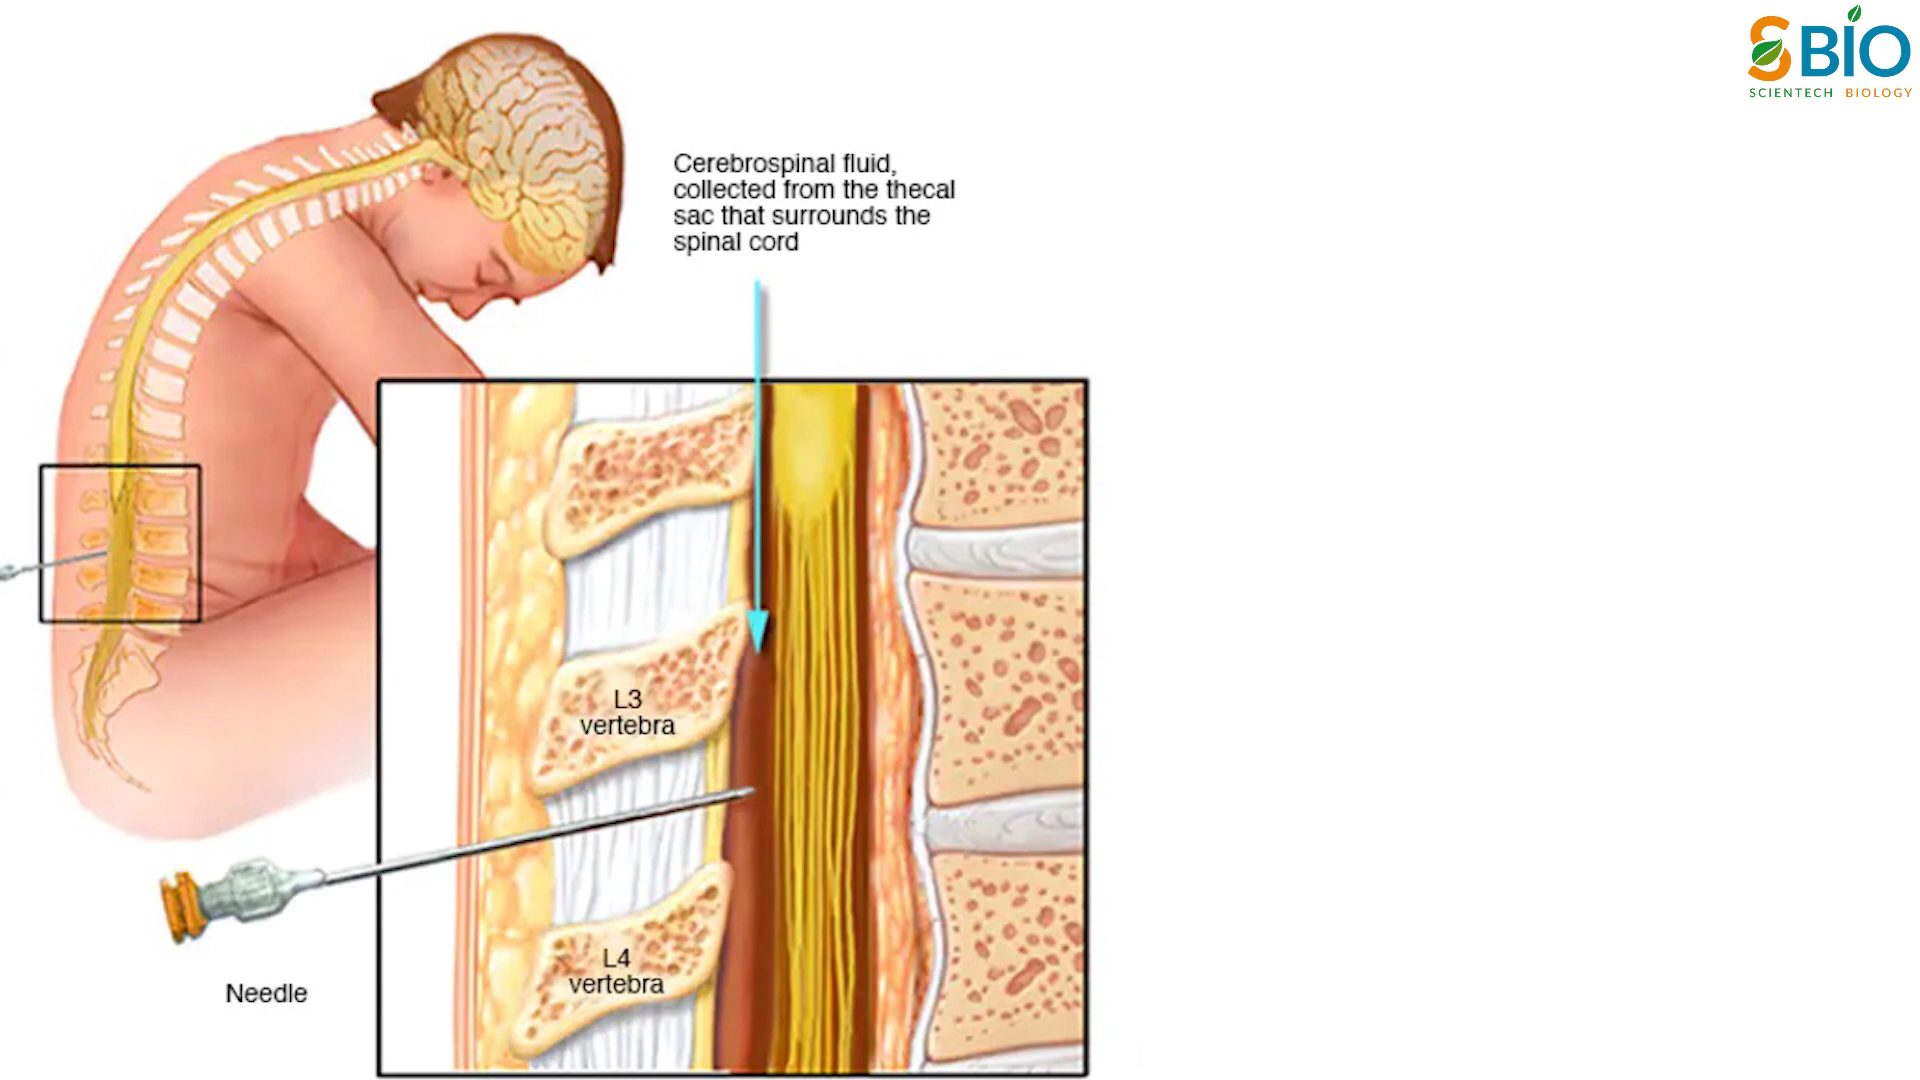 SBIO
SCIENTECH BIOLOGY
Cerebrospinal fluid,
collected from the thecal
sac that surrounds the
spinal cord
L3
vertebra
L4
vertebra
Needle